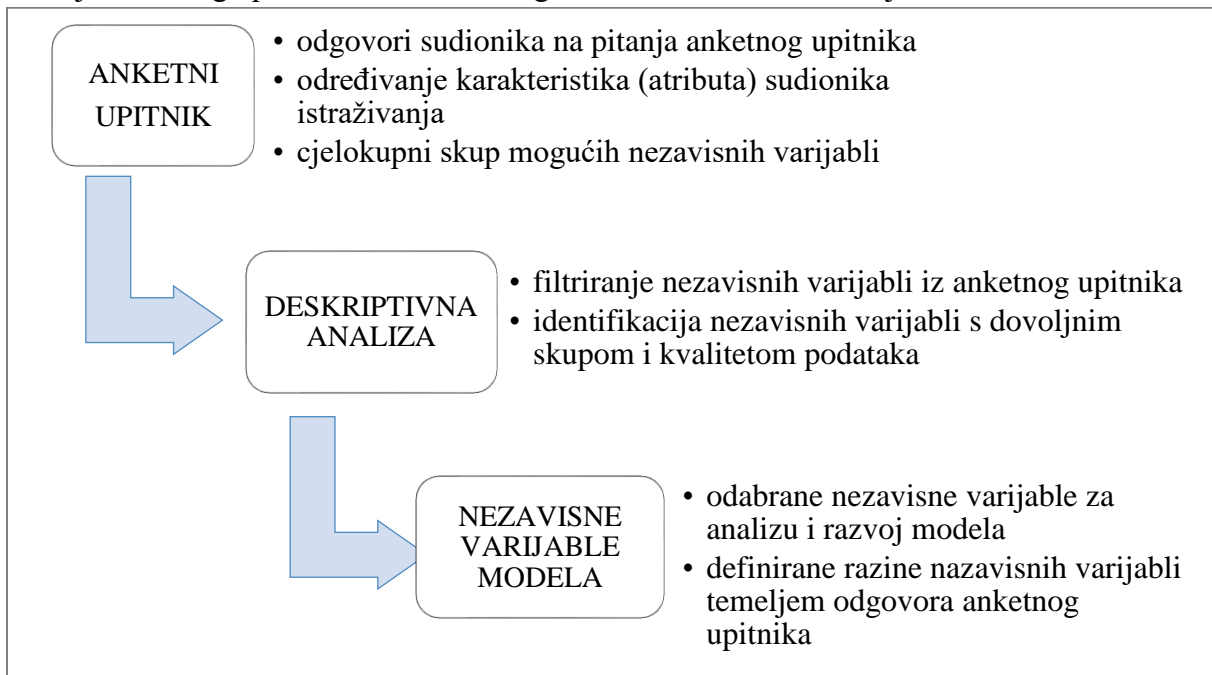 ANKETNI
UPITNIK
• odgovori sudionika na pitanja anketnog upitnika
• određivanje karakteristika (atributa) sudionika
istraživanja
• cjelokupni skup mogućih nezavisnih varijabli
DESKRIPTIVNA
ANALIZA
• filtriranje nezavisnih varijabli iz anketnog upitnika
• identifikacija nezavisnih varijabli s dovoljnim
skupom i kvalitetom podataka
NEZAVISNE
VARIJABLE
MODELA
• odabrane nezavisne varijable za
analizu i razvoj modela
• definirane razine nazavisnih varijabli
temeljem odgovora anketnog
upitnika